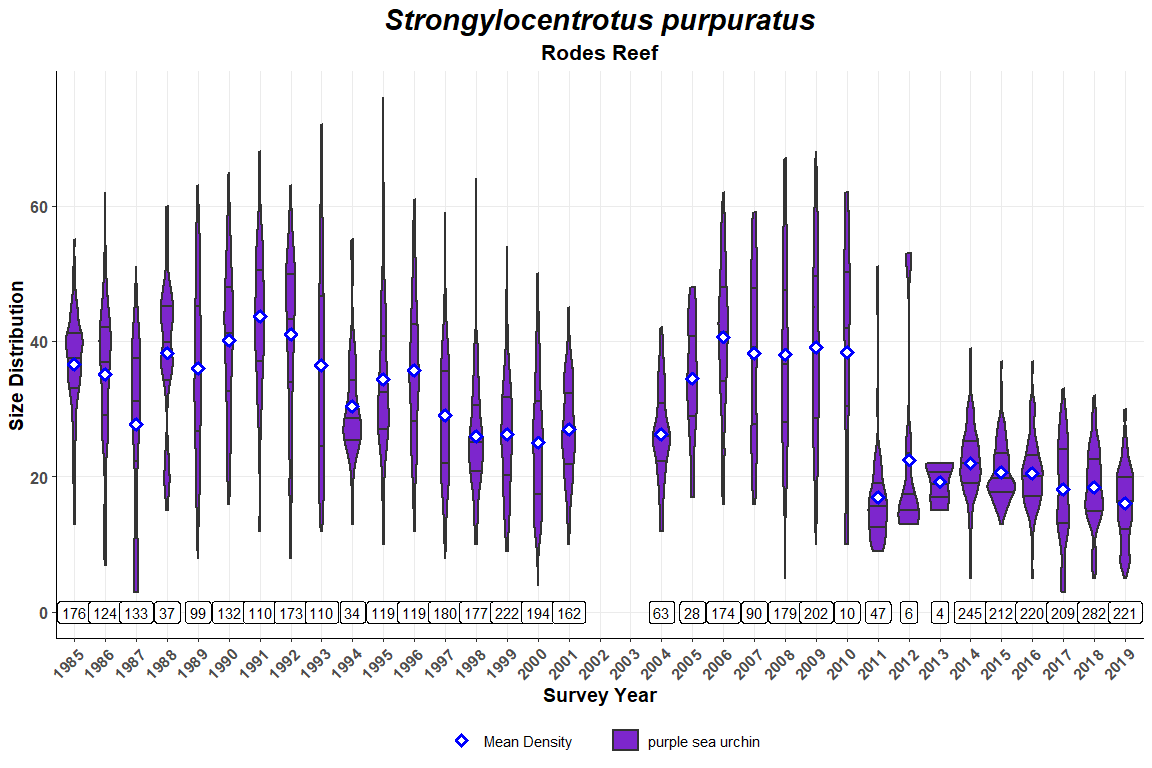 Strongylocentrotus purpuratus
Rodes Reef
Size Distribution
60
40
20
0
176 124 133 37 99 132 110 173 110 34 119 119 180 177 222 194 162 63 28 174 90 179 202 10 47 6 4 245 212 220 209 282 221
1985 1986 1987 1988 1989 1990 1991 1992 1993 1994 1995 1996 1997 1998 1999 2000 2001 2002 2003 2004 2005 2006 2007 2008 2009 2010 2011 2012 2013 2014 2015 2016 2017 2018 2019
Survey Year
Mean Density purple sea urchin